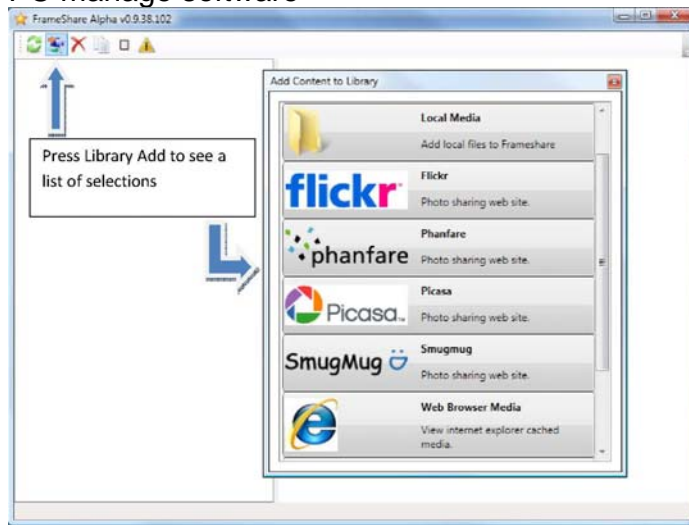 FrameShare Alpha v0.9.38.102
Add Content to Library
Press Library Add to see a
list of selections
Local Media
Add local files to Frameshare
flickr
Flickr
Photo sharing web site.
phanfare
Phanfare
Photo sharing web site.
Picasa™
Picasa
Photo sharing web site.
SmugMug
Smugmug
Photo sharing web site.
Web Browser Media
View internet explorer cached
media.